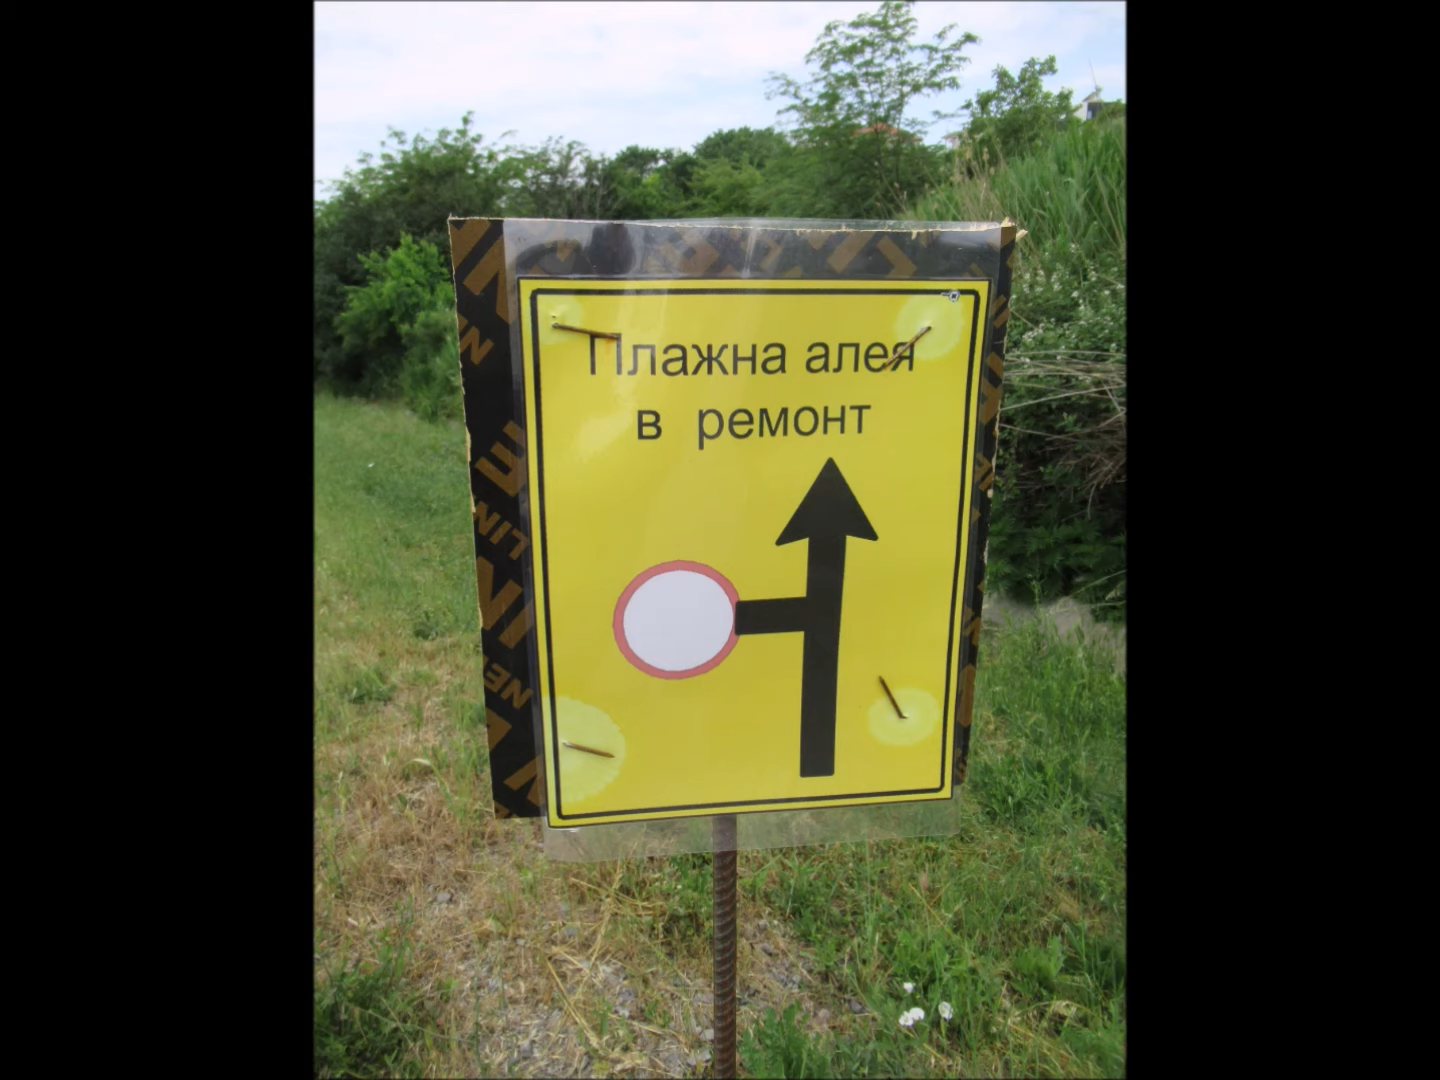 Плажна алея
в ремонт